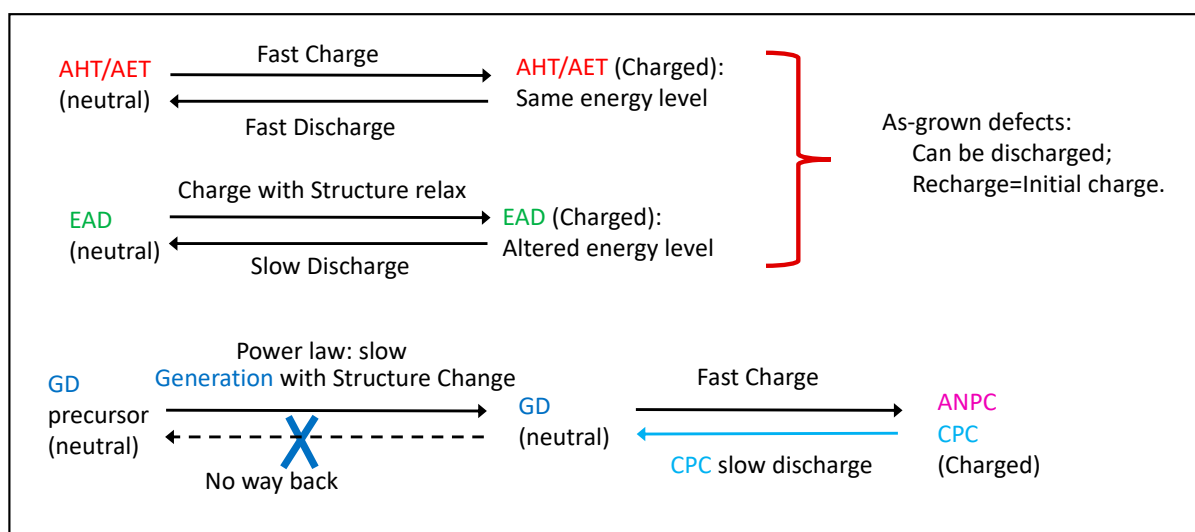 Fast Charge
AHT/AET
(neutral)
AHT/AET (Charged):
Same energy level
Fast Discharge
As-grown defects:
Can be discharged;
Recharge=Initial charge.
Charge with Structure relax
EAD
(neutral)
EAD (Charged):
Altered energy level
Slow Discharge
Power law: slow
Generation with Structure Change
GD
precursor
(neutral)
No way back
GD
(neutral)
Fast Charge
CPC slow discharge
ANPC
CPC
(Charged)